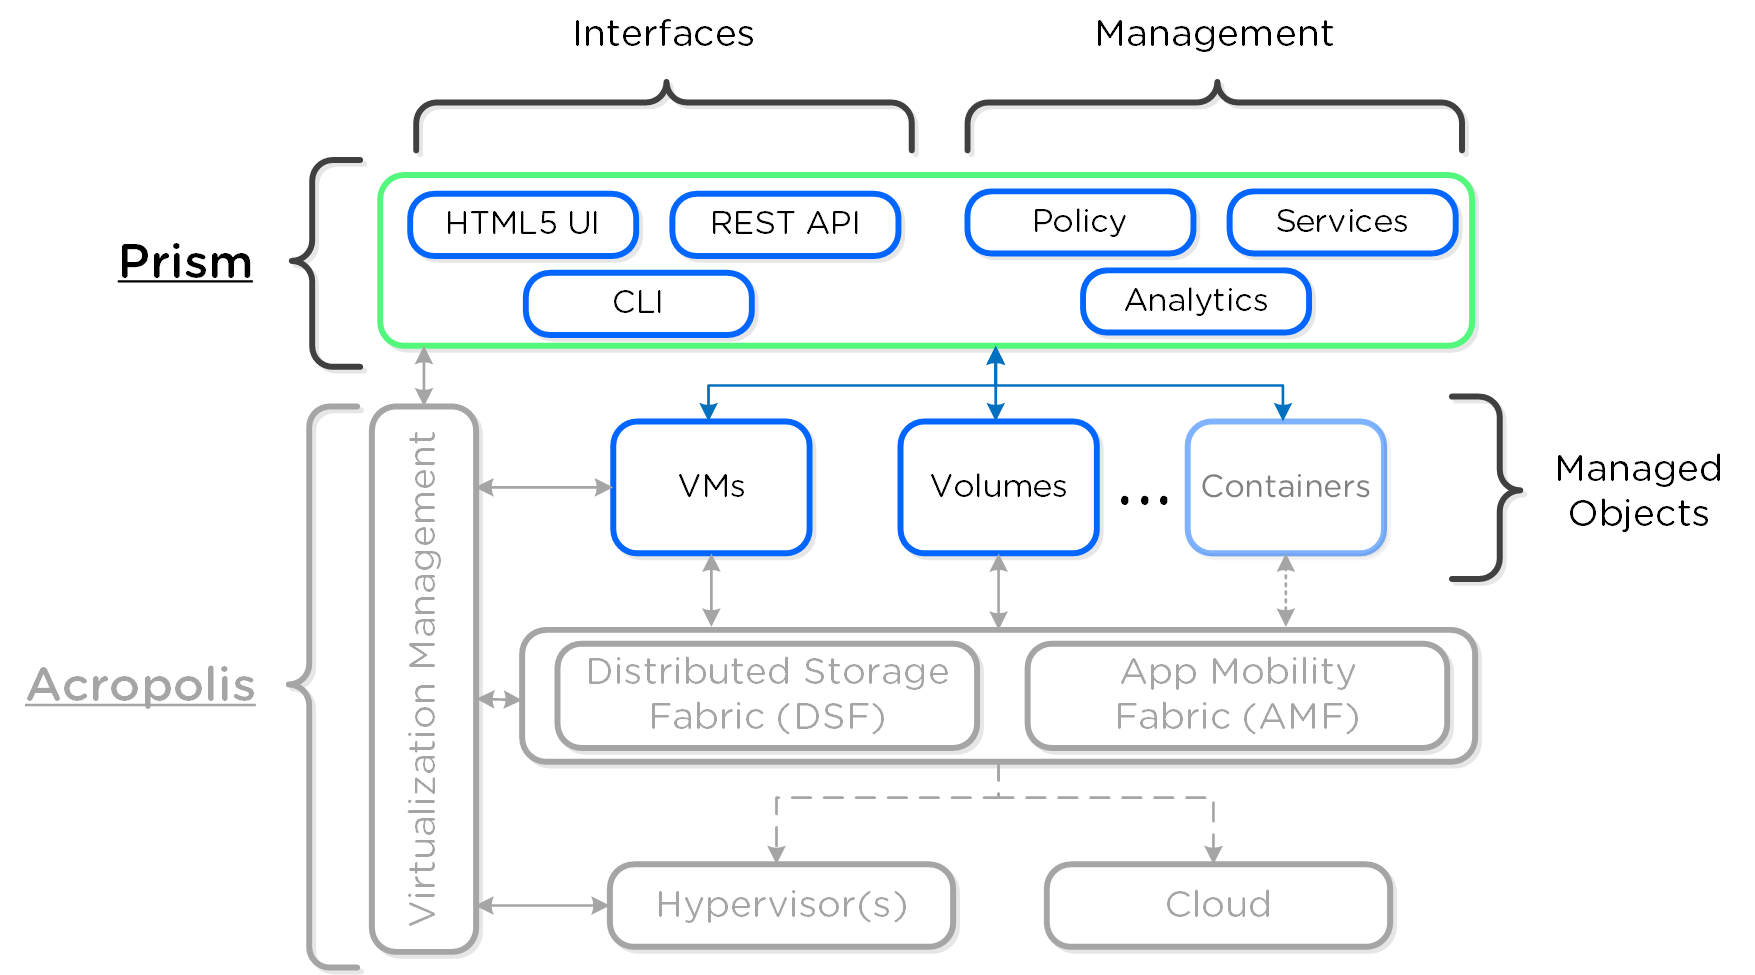 Interfaces
Management
HTML5 UI
REST API
Policy
Services
Prism
CLI
Analytics
VMs
Volumes
...
Containers
Managed
Objects
Virtualization Management
Acropolis
Distributed Storage
Fabric (DSF)
App Mobility
Fabric (AMF)
Hypervisor(s)
Cloud